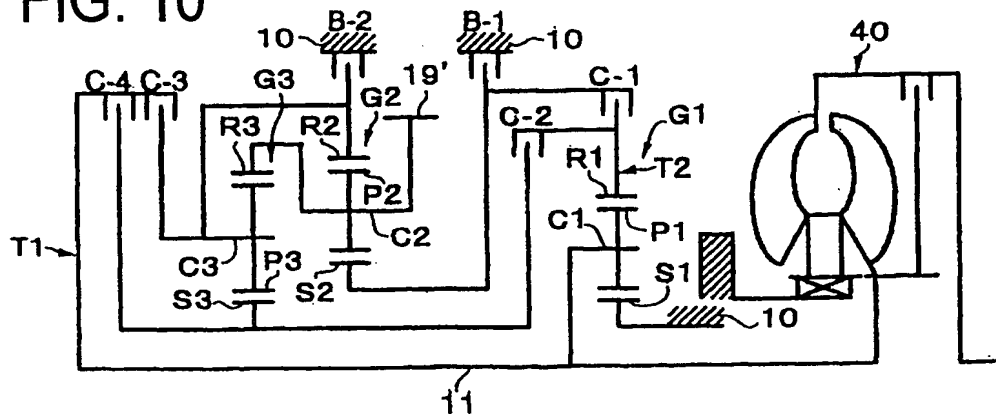 FIG. 10
B-2 B-1
10 10 40
C-4 C-3 G3 19' C-1
G2 C-2 G1
R3 R2 R1 T2
P2
C1 P1
T1 C3 P3 C2
S3 S2 S1
10
11